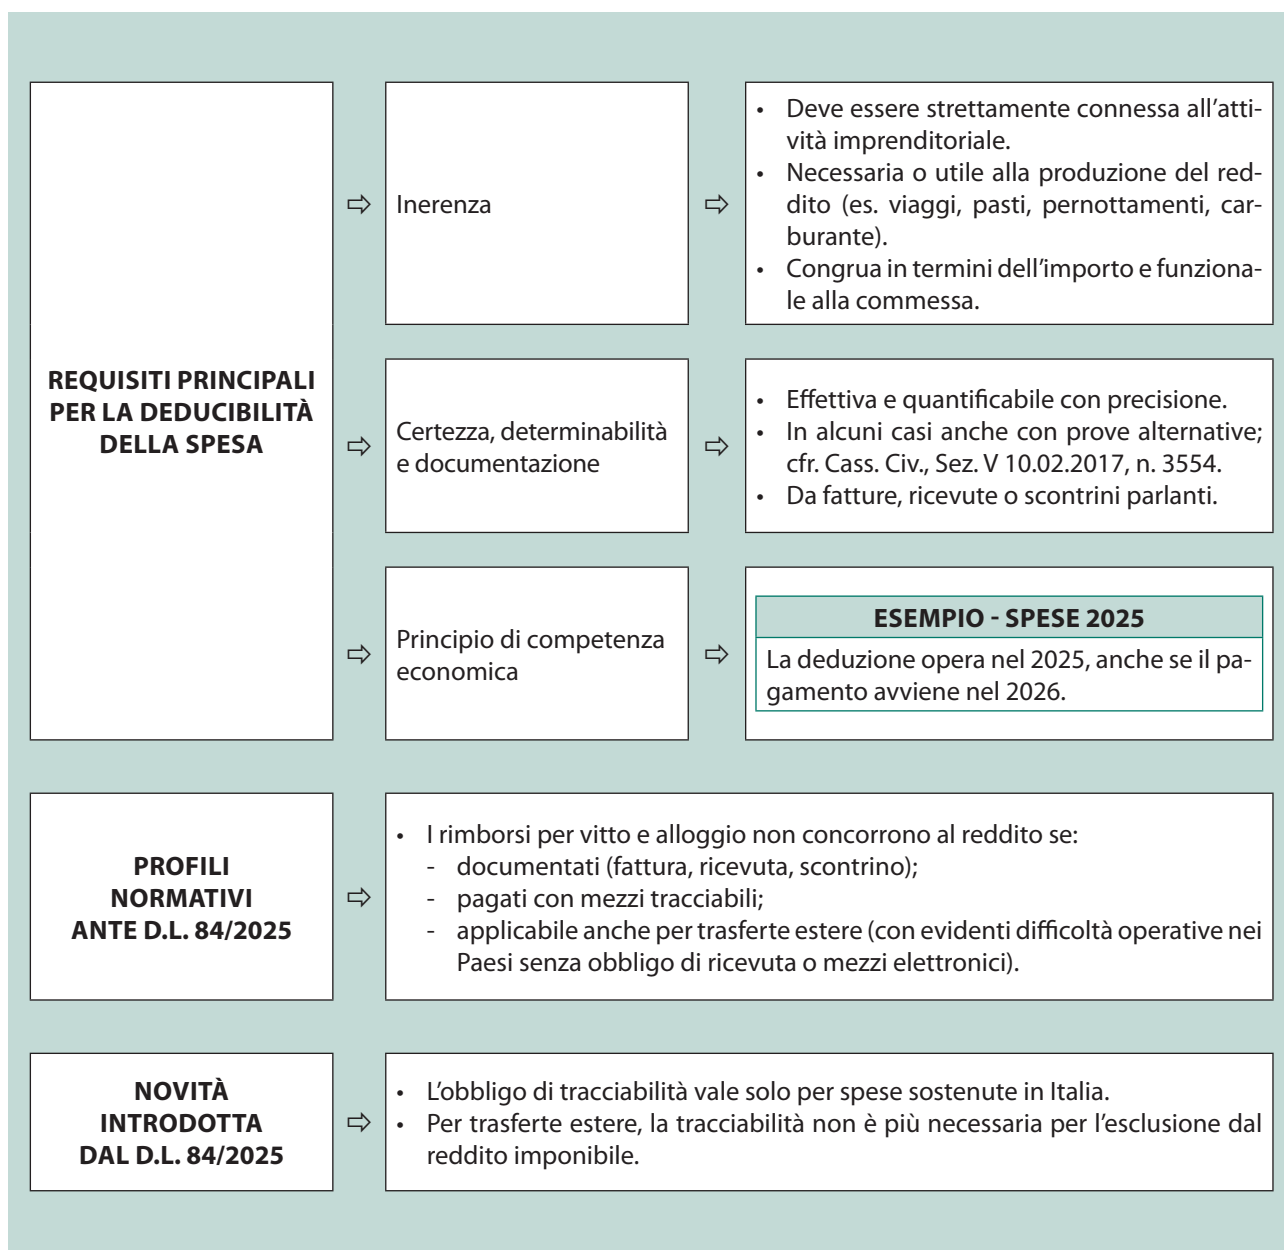 REQUISITI PRINCIPALI
PER LA DEDUCIBILITÀ
DELLA SPESA
⇨
Inerenza
⇨
• Deve essere strettamente connessa all’atti-
vità imprenditoriale.
• Necessaria o utile alla produzione del red-
dito (es. viaggi, pasti, pernottamenti, car-
burante).
• Congrua in termini dell’importo e funziona-
le alla commessa.
⇨
Certezza, determinabilità
e documentazione
⇨
• Effettiva e quantificabile con precisione.
• In alcuni casi anche con prove alternative;
cfr. Cass. Civ., Sez. V 10.02.2017, n. 3554.
• Da fatture, ricevute o scontrini parlanti.
⇨
Principio di competenza
economica
⇨
ESEMPIO - SPESE 2025
La deduzione opera nel 2025, anche se il pa-
gamento avviene nel 2026.
PROFILI
NORMATIVI
ANTE D.L. 84/2025
⇨
• I rimborsi per vitto e alloggio non concorrono al reddito se:
- documentati (fattura, ricevuta, scontrino);
- pagati con mezzi tracciabili;
- applicabile anche per trasferte estere (con evidenti difficoltà operative nei
Paesi senza obbligo di ricevuta o mezzi elettronici).
NOVITÀ
INTRODOTTA
DAL D.L. 84/2025
⇨
• L’obbligo di tracciabilità vale solo per spese sostenute in Italia.
• Per trasferte estere, la tracciabilità non è più necessaria per l’esclusione dal
reddito imponibile.